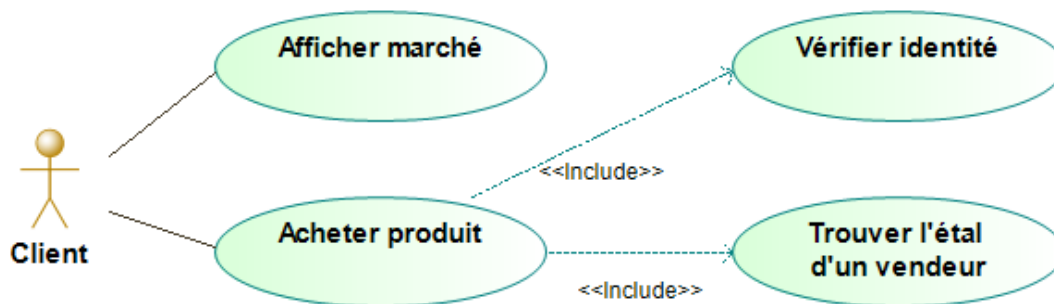 Afficher marché
Vérifier identité
<<Include>>
Client
Acheter produit
Trouver l'étal
d'un vendeur
<<Include>>